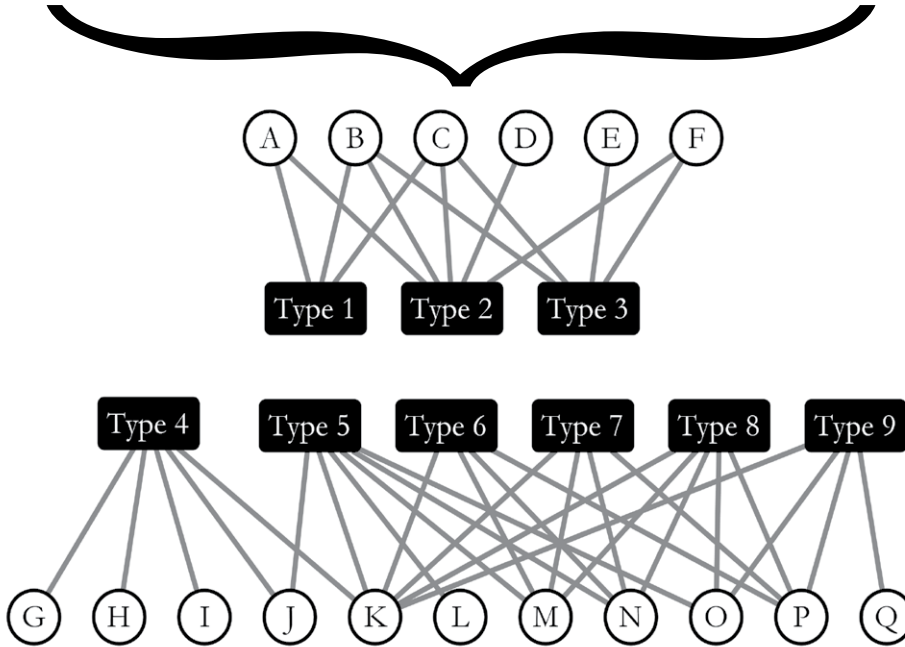 A B C D E F
Type 1 Type 2 Type 3
Type 4 Type 5 Type 6 Type 7 Type 8 Type 9
G H I J K L M N O P Q